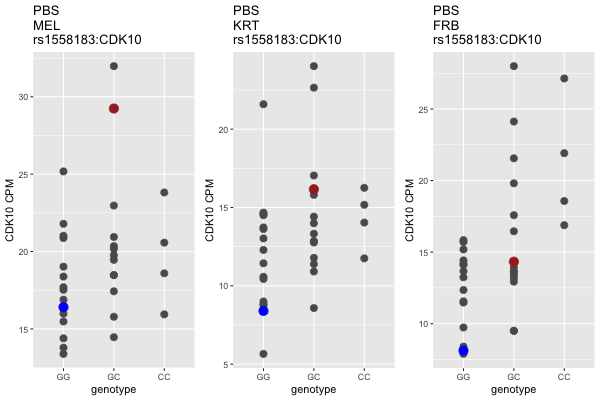 PBS
MEL
rs1558183:CDK10
CDK10 CPM
30
25
20
15
GG
GC
CC
genotype
PBS
KRT
rs1558183:CDK10
CDK10 CPM
20
15
10
5
GG
GC
CC
genotype
PBS
FRB
rs1558183:CDK10
CDK10 CPM
25
20
15
10
GG
GC
CC
genotype